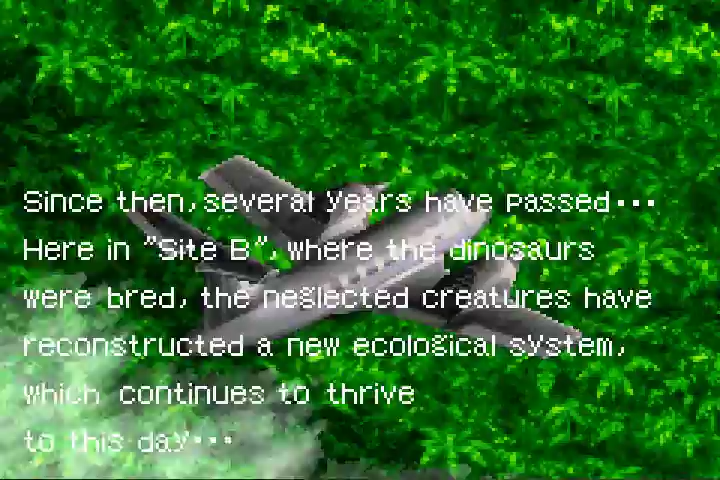 Since then, several years have passed···
Here in "Site B", where the dinosaurs
were bred, the neglected creatures have
reconstructed a new ecological system,
which continues to thrive
to this day···